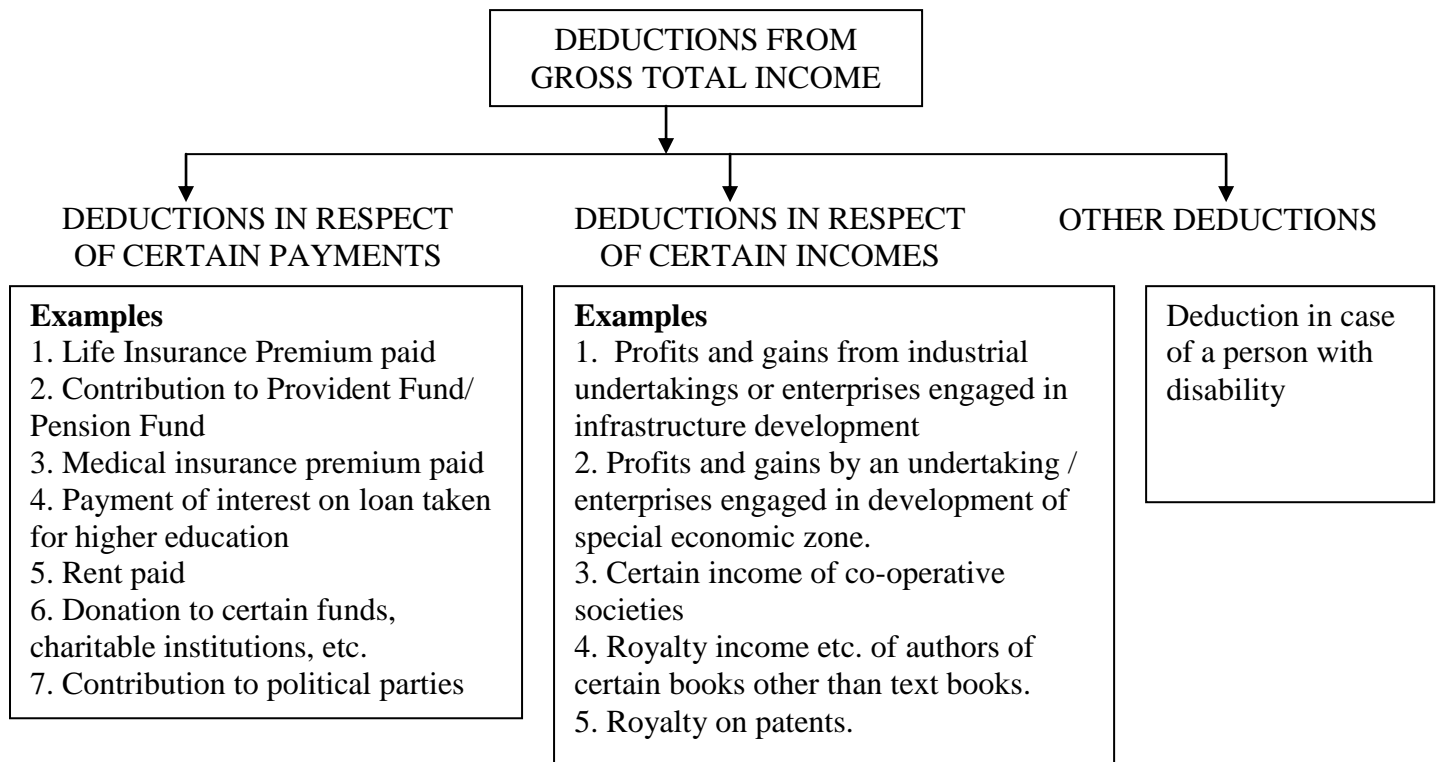 DEDUCTIONS FROM
GROSS TOTAL INCOME
DEDUCTIONS IN RESPECT
OF CERTAIN PAYMENTS
Examples
1. Life Insurance Premium paid
2. Contribution to Provident Fund/
Pension Fund
3. Medical insurance premium paid
4. Payment of interest on loan taken
for higher education
5. Rent paid
6. Donation to certain funds,
charitable institutions, etc.
7. Contribution to political parties
DEDUCTIONS IN RESPECT
OF CERTAIN INCOMES
Examples
1. Profits and gains from industrial
undertakings or enterprises engaged in
infrastructure development
2. Profits and gains by an undertaking /
enterprises engaged in development of
special economic zone.
3. Certain income of co-operative
societies
4. Royalty income etc. of authors of
certain books other than text books.
5. Royalty on patents.
OTHER DEDUCTIONS
Deduction in case
of a person with
disability